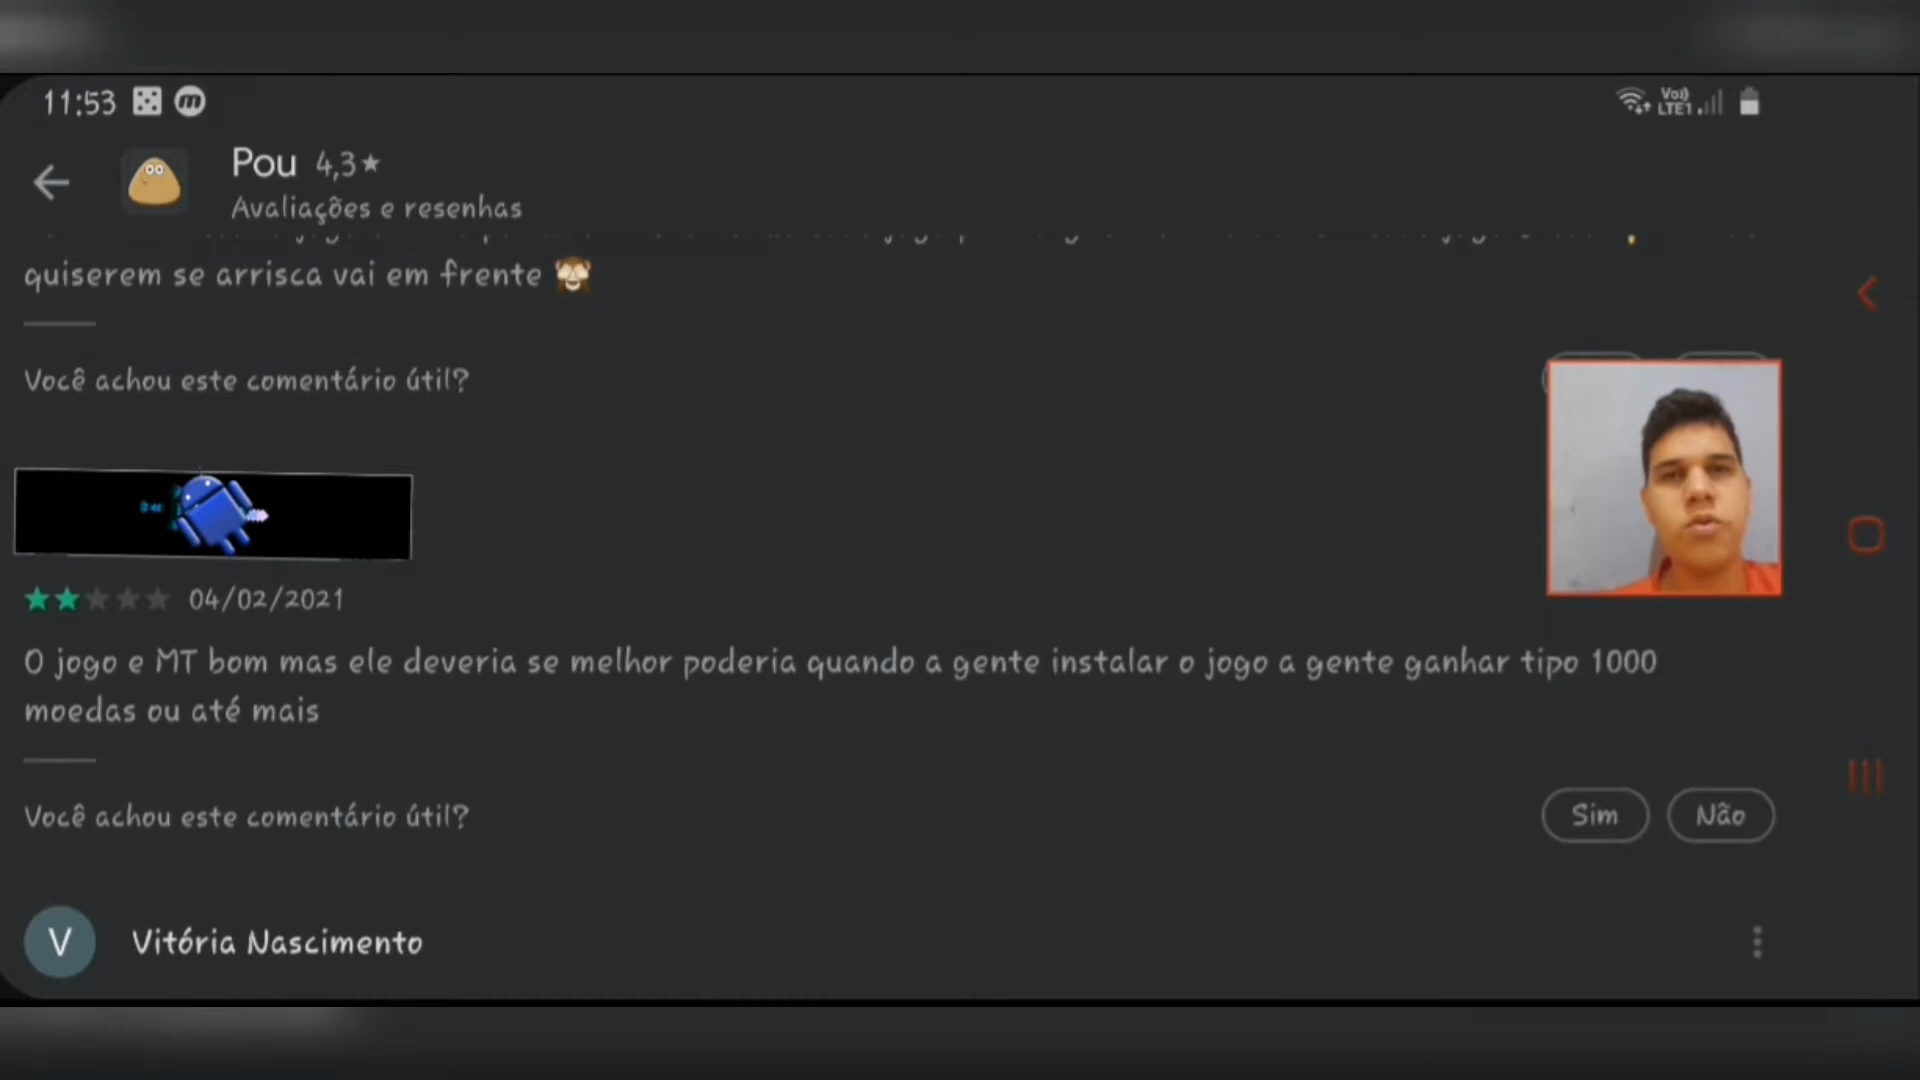 11:53
Vo))
LTE1
Pou 4,3★
Avaliações e resenhas
quiserem se arrisca vai em frente 🙈
Você achou este comentário útil?
04/02/2021
O jogo e MT bom mas ele deveria se melhor poderia quando a gente instalar o jogo a gente ganhar tipo 1000
moedas ou até mais
Você achou este comentário útil?
Sim
Não
V
Vitória Nascimento